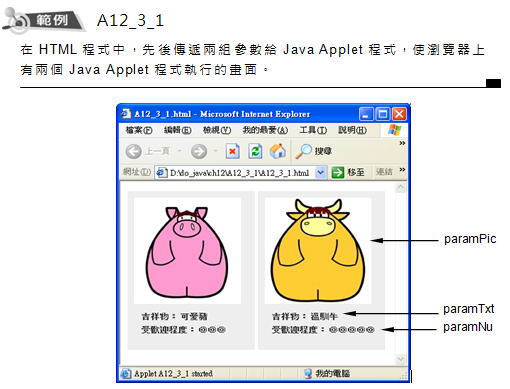 範例 A12_3_1
在 HTML 程式中，先後傳遞兩組參數給 Java Applet 程式，使瀏覽器上
有兩個 Java Applet 程式執行的畫面。
A12_3_1.html - Microsoft Internet Explorer
檔案(F) 編輯(E) 檢視(V) 我的最愛(A) 工具(T) 說明(H) »
上一頁 搜尋 »
網址(D) D:\do_java\ch12\A12_3_1\A12_3_1.html 移至 連結 »
paramPic
吉祥物：可愛豬 吉祥物：溫馴牛 paramTxt
受歡迎程度：◎◎◎ 受歡迎程度：◎◎◎◎◎ paramNu
Applet A12_3_1 started 我的電腦